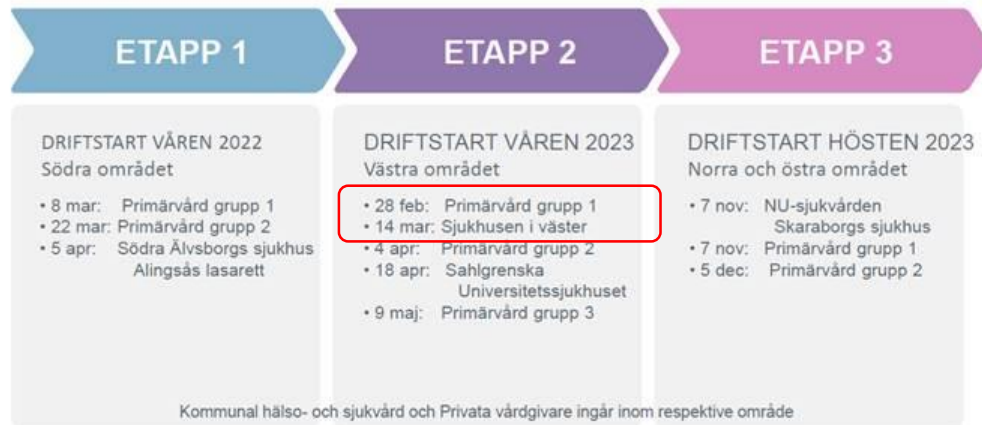 ETAPP 1
DRIFTSTART VÅREN 2022
Södra området
• 8 mar: Primärvård grupp 1
• 22 mar: Primärvård grupp 2
• 5 apr: Södra Älvsborgs sjukhus
Alingsås lasarett
ETAPP 2
DRIFTSTART VÅREN 2023
Västra området
• 28 feb: Primärvård grupp 1
• 14 mar: Sjukhusen i väster
• 4 apr: Primärvård grupp 2
• 18 apr: Sahlgrenska
Universitetssjukhuset
• 9 maj: Primärvård grupp 3
ETAPP 3
DRIFTSTART HÖSTEN 2023
Norra och östra området
• 7 nov: NU-sjukvården
Skaraborgs sjukhus
• 7 nov: Primärvård grupp 1
• 5 dec: Primärvård grupp 2
Kommunal hälso- och sjukvård och Privata vårdgivare ingår inom respektive område